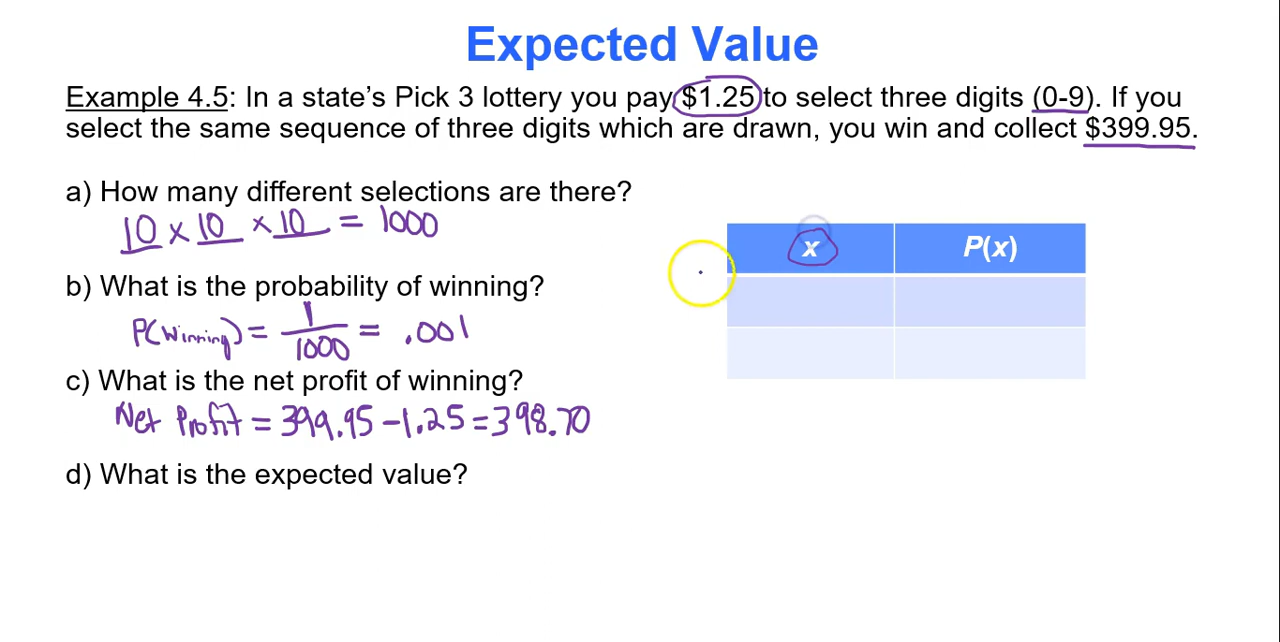 Expected Value
Example 4.5: In a state's Pick 3 lottery you pay $1.25 to select three digits (0-9). If you
select the same sequence of three digits which are drawn, you win and collect $399.95.
a) How many different selections are there?
10 × 10 × 10 = 1000
x P(x)
b) What is the probability of winning?
P(Winning) = 1/1000 = .001
c) What is the net profit of winning?
Net Profit = 399.95 - 1.25 = 398.70
d) What is the expected value?